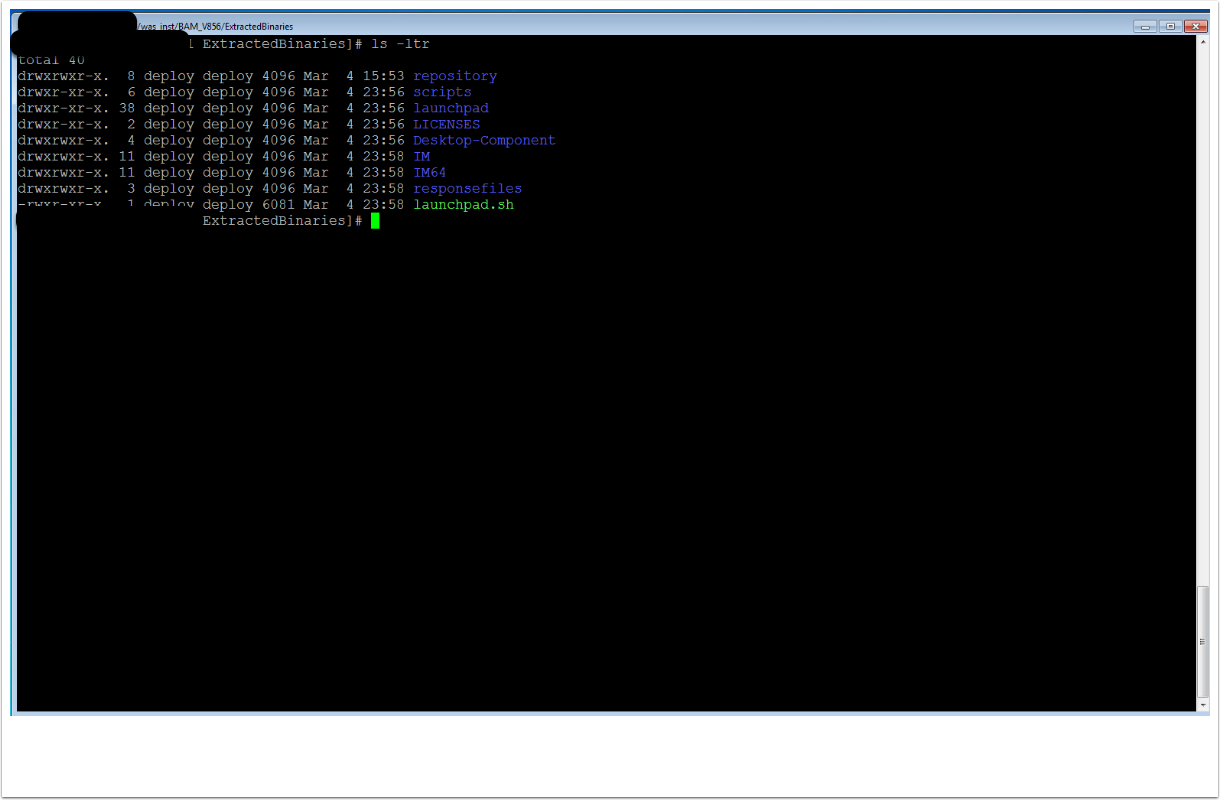 /was_inst/BAM_V856/ExtractedBinaries
ExtractedBinaries]# ls -ltr
total 40
drwxrwxr-x. 8 deploy deploy 4096 Mar 4 15:53 repository
drwxr-xr-x. 6 deploy deploy 4096 Mar 4 23:56 scripts
drwxrwxr-x. 38 deploy deploy 4096 Mar 4 23:56 launchpad
drwxr-xr-x. 2 deploy deploy 4096 Mar 4 23:56 LICENSES
drwxrwxr-x. 4 deploy deploy 4096 Mar 4 23:56 Desktop-Component
drwxrwxr-x. 11 deploy deploy 4096 Mar 4 23:58 IM
drwxrwxr-x. 11 deploy deploy 4096 Mar 4 23:58 IM64
drwxrwxr-x. 3 deploy deploy 4096 Mar 4 23:58 responsefiles
-rwxr-xr-x. 1 deploy deploy 6081 Mar 4 23:58 launchpad.sh
ExtractedBinaries]#